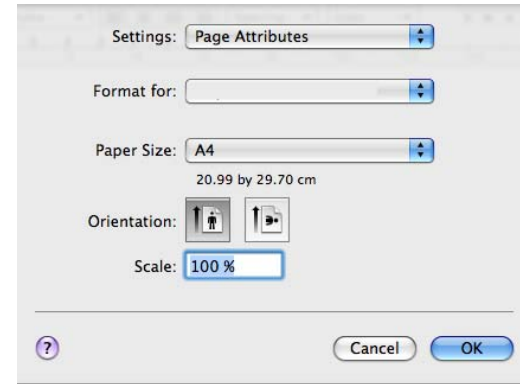 Settings: Page Attributes
Format for:
Paper Size: A4
20.99 by 29.70 cm
Orientation:
Scale: 100 %
? Cancel OK